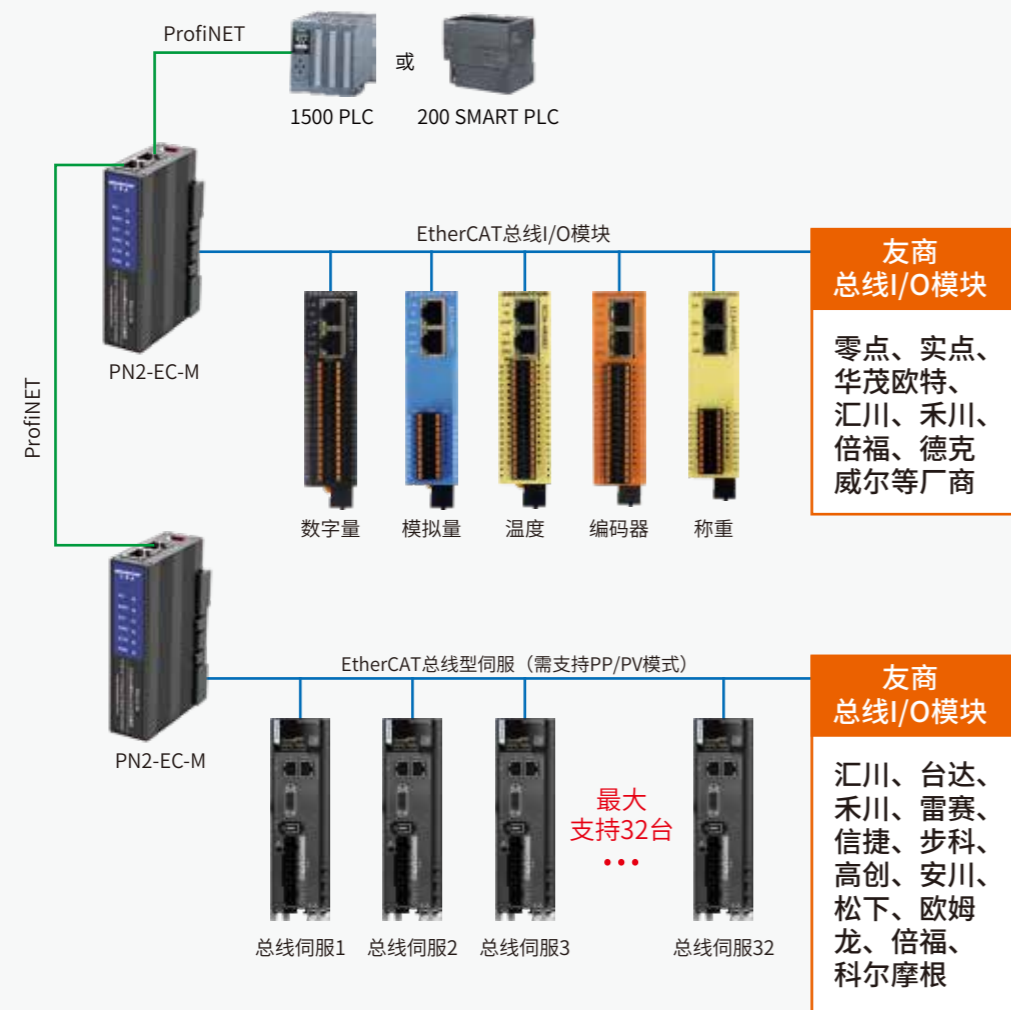 ProfiNET
或
1500 PLC
200 SMART PLC
EtherCAT总线I/O模块
PN2-EC-M
ProfiNET
数字量
模拟量
温度
编码器
称重
友商
总线I/O模块
零点、实点、
华茂欧特、
汇川、禾川、
倍福、德克
威尔等厂商
EtherCAT总线型伺服（需支持PP/PV模式）
PN2-EC-M
最大
支持32台
...
总线伺服1
总线伺服2
总线伺服3
总线伺服32
友商
总线I/O模块
汇川、台达、
禾川、雷赛、
信捷、步科、
高创、安川、
松下、欧姆
龙、倍福、
科尔摩根